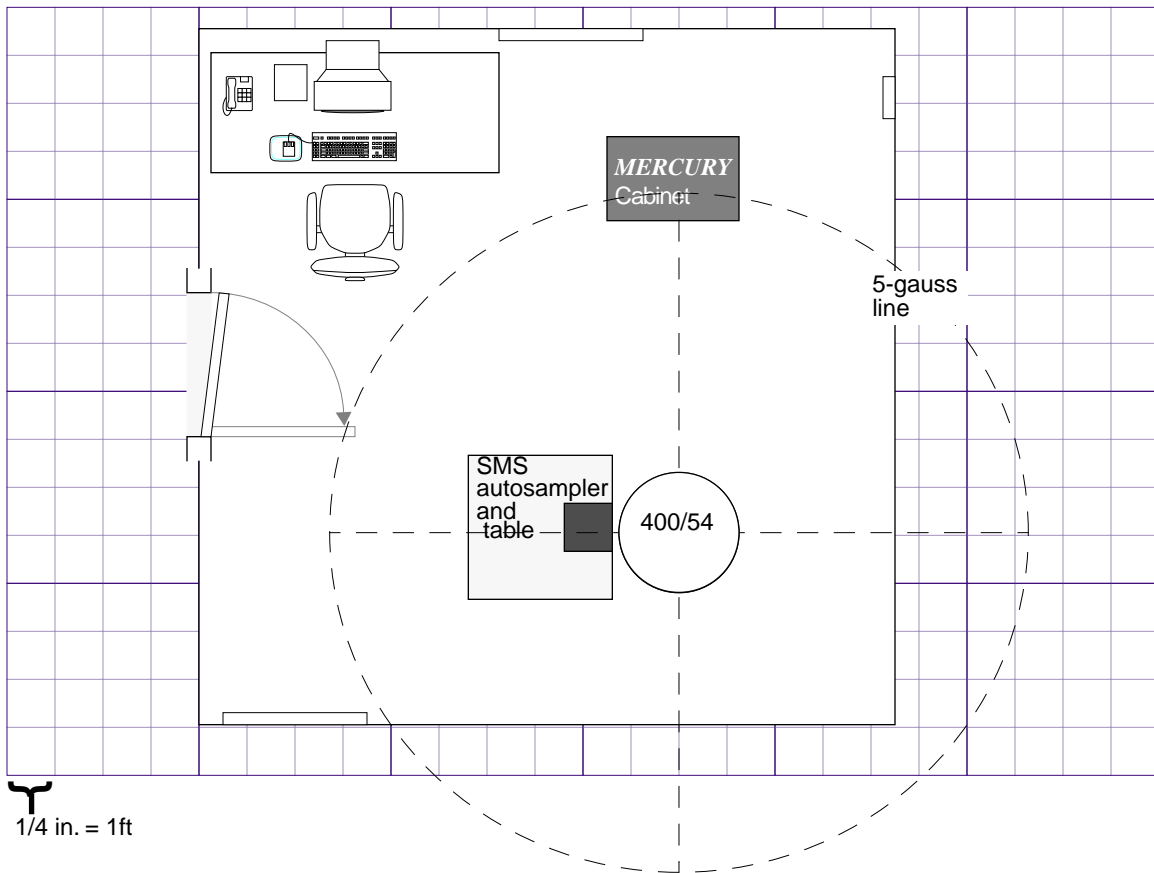 MERCURY
Cabinet
5-gauss
line
SMS
autosampler
and
table
400/54
1/4 in. = 1ft